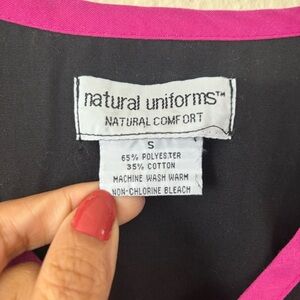 natural uniforms™
NATURAL COMFORT
S
65% POLYESTER
35% COTTON
MACHINE WASH WARM
NON-CHLORINE BLEACH